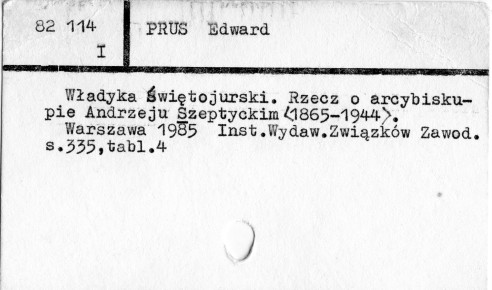 82 114
I
PRUS Edward
Władyka Świętojurski. Rzecz o arcybisku-
pie Andrzeju Szeptyckim <1865-1944>.
Warszawa 1985 Inst.Wydaw.Związków Zawod.
s.335,tabl.4